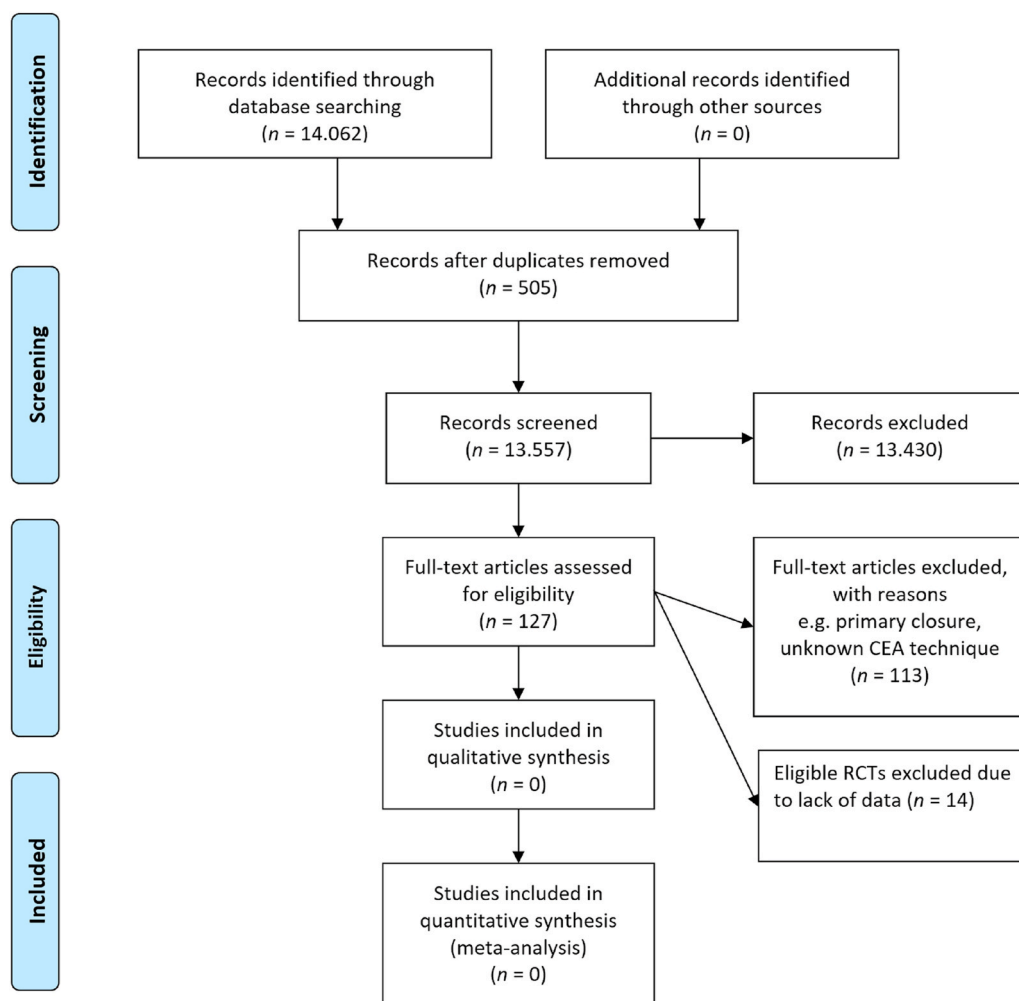 Identification
Records identified through
database searching
(n = 14.062)
Additional records identified
through other sources
(n = 0)
Records after duplicates removed
(n = 505)
Screening
Records screened
(n = 13.557)
Records excluded
(n = 13.430)
Eligibility
Full-text articles assessed
for eligibility
(n = 127)
Full-text articles excluded,
with reasons
e.g. primary closure,
unknown CEA technique
(n = 113)
Studies included in
qualitative synthesis
(n = 0)
Eligible RCTs excluded due
to lack of data (n = 14)
Included
Studies included in
quantitative synthesis
(meta-analysis)
(n = 0)